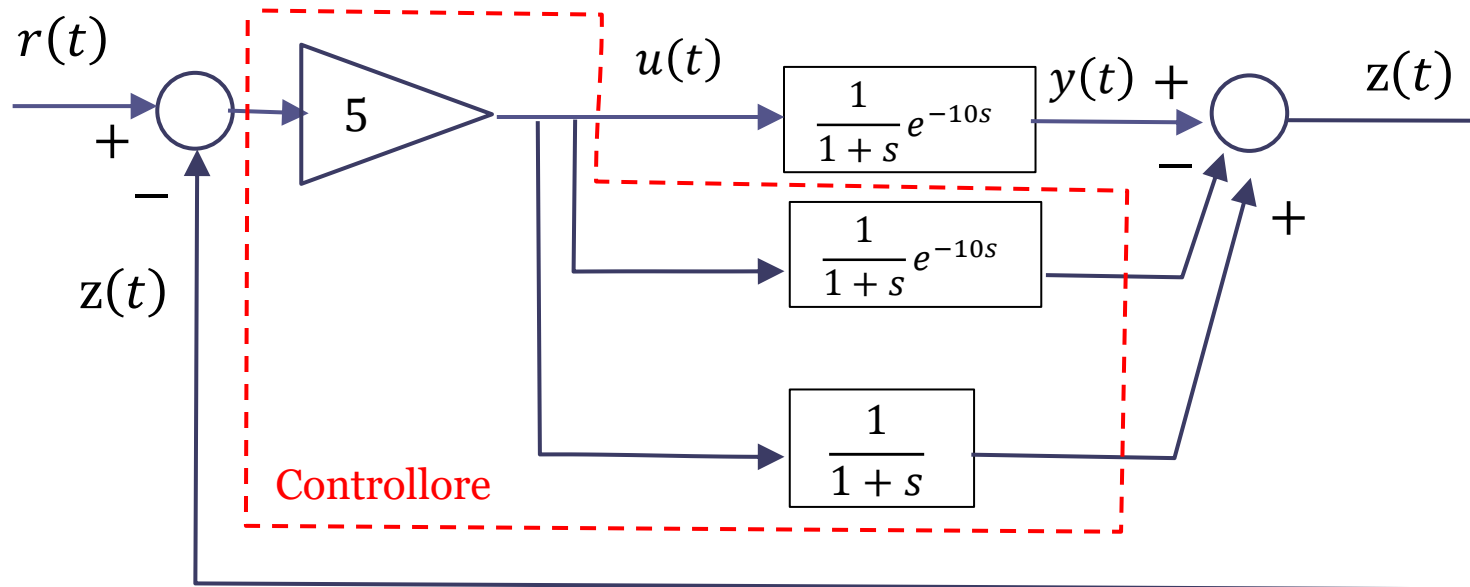 r(t)
+
−
z(t)
5
u(t)
1
1 + s
e^{-10s}
y(t)
+
−
+
z(t)
1
1 + s
e^{-10s}
1
1 + s
Controllore